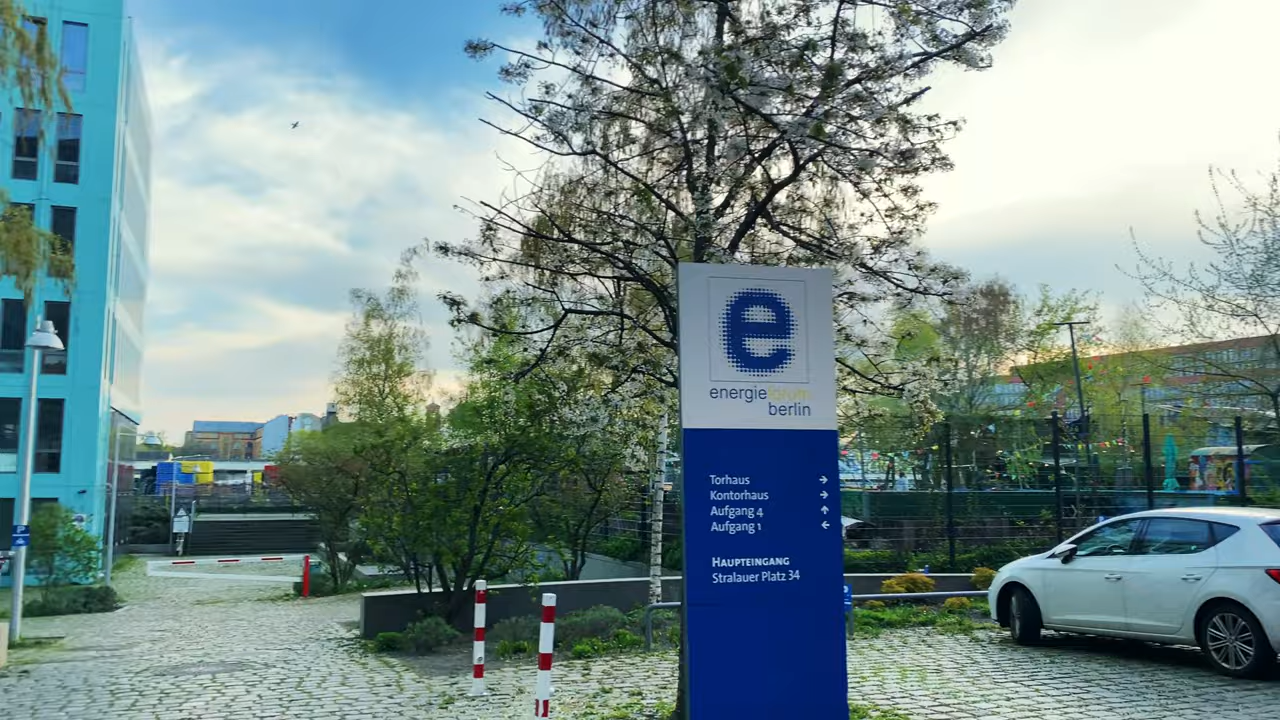 e
energieforum
berlin
Torhaus →
Kontorhaus →
Aufgang 4 ↑
Aufgang 1 ←
HAUPTEINGANG
Stralauer Platz 34